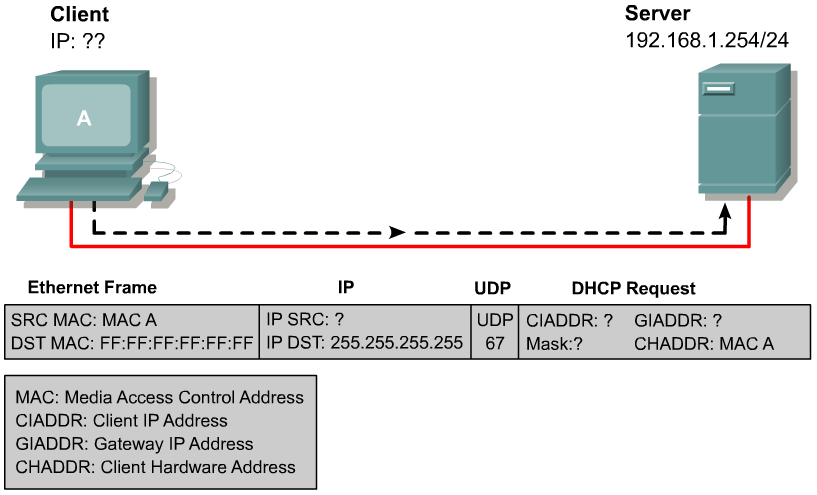 Client
IP: ??
Server
192.168.1.254/24
A
Ethernet Frame
IP
UDP
DHCP Request
SRC MAC: MAC A
DST MAC: FF:FF:FF:FF:FF:FF
IP SRC: ?
IP DST: 255.255.255.255
UDP
67
CIADDR: ? GIADDR: ?
Mask:? CHADDR: MAC A
MAC: Media Access Control Address
CIADDR: Client IP Address
GIADDR: Gateway IP Address
CHADDR: Client Hardware Address